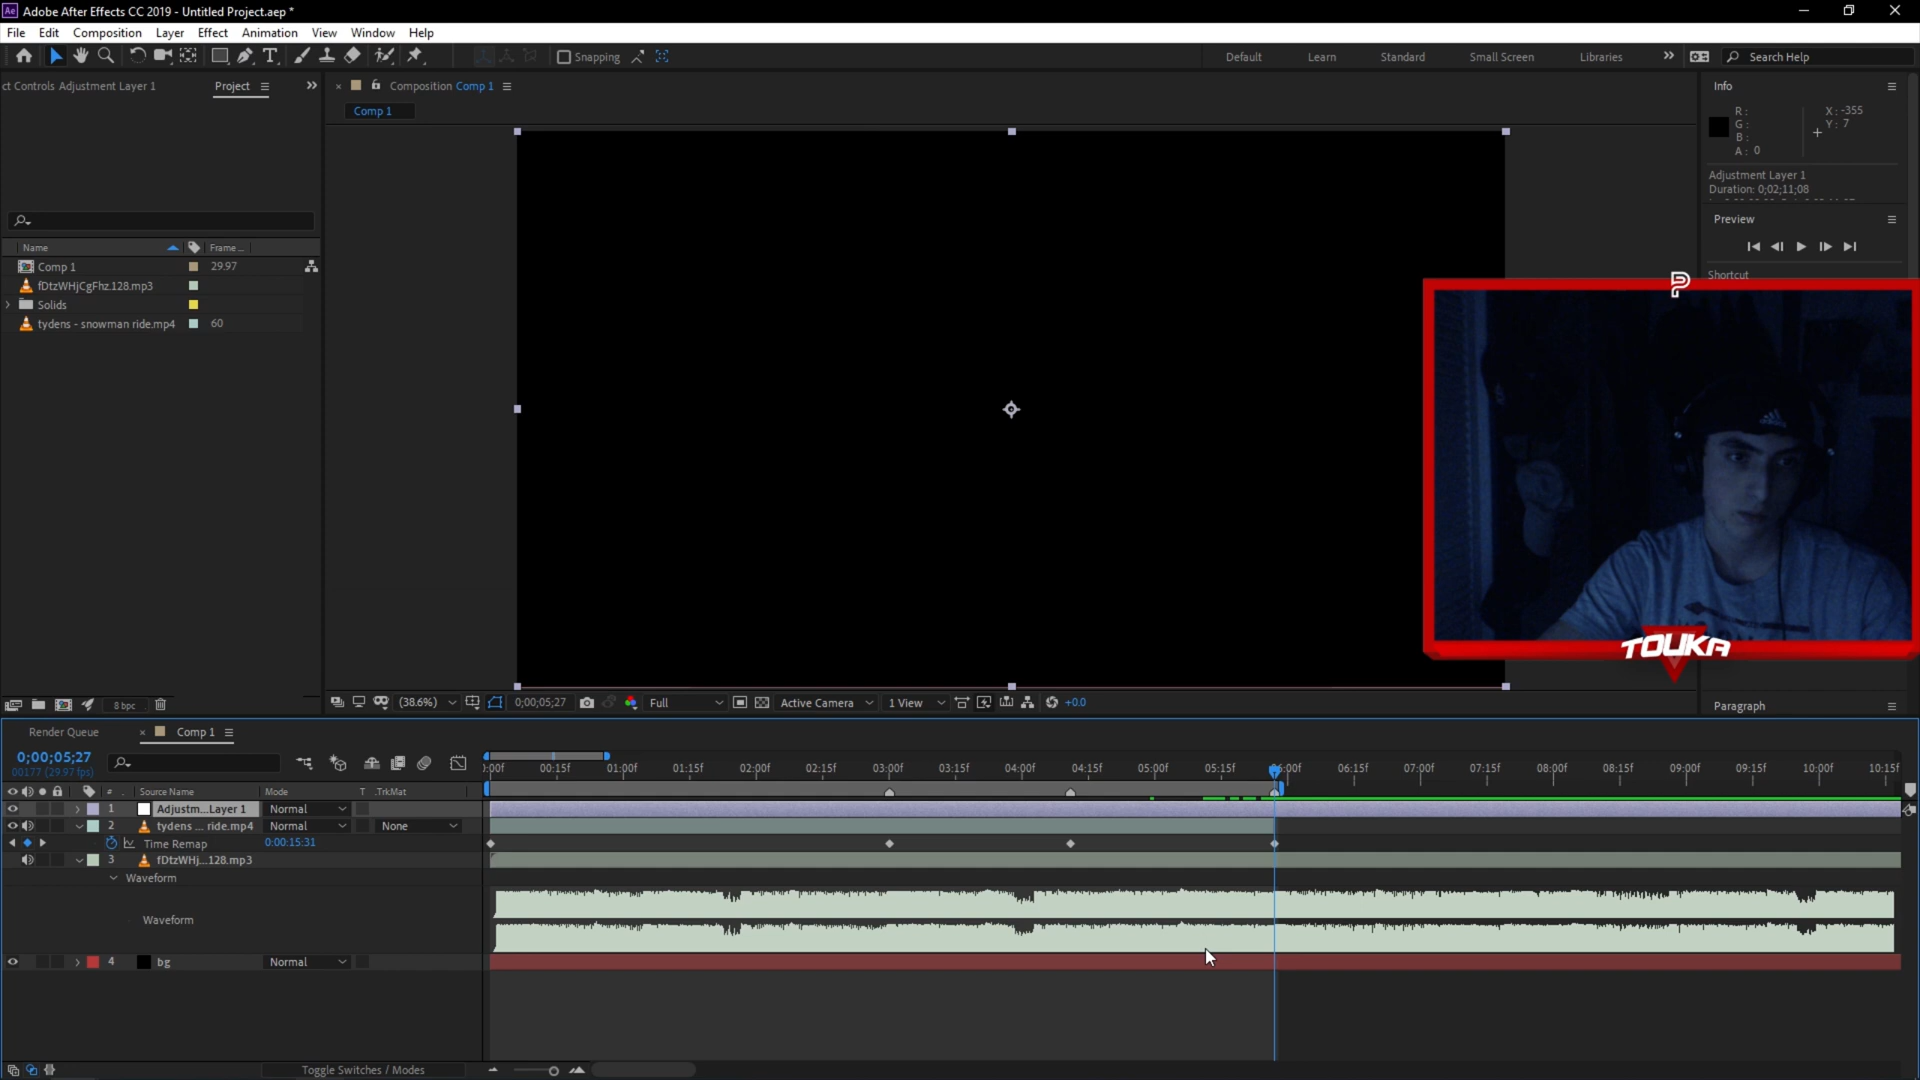 Adobe After Effects CC 2019 - Untitled Project.aep *
File Edit Composition Layer Effect Animation View Window Help
Snapping
Default Learn Standard Small Screen Libraries Search Help
ct Controls Adjustment Layer 1 Project
Composition Comp 1
Comp 1
Info
R :
G :
B :
A : 0
X : -355
Y : 7
Adjustment Layer 1
Duration: 0;02;11;08
Preview
Shortcut
Name Frame ...
Comp 1 29.97
fDtzWHjCgFhz.128.mp3
Solids
tydens - snowman ride.mp4 60
TOUKA
8 bpc
(38.6%) 0;00;05;27 Full Active Camera 1 View +0.0
Paragraph
Render Queue Comp 1
0;00;05;27
00177 (29.97 fps)
):00f 00:15f 01:00f 01:15f 02:00f 02:15f 03:00f 03:15f 04:00f 04:15f 05:00f 05:15f 06:00f 06:15f 07:00f 07:15f 08:00f 08:15f 09:00f 09:15f 10:00f 10:15f
# Source Name Mode T .TrkMat
1 Adjustm...Layer 1 Normal
2 tydens ... ride.mp4 Normal None
Time Remap 0:00:15:31
3 fDtzWHj...128.mp3
Waveform
Waveform
4 bg Normal
Toggle Switches / Modes